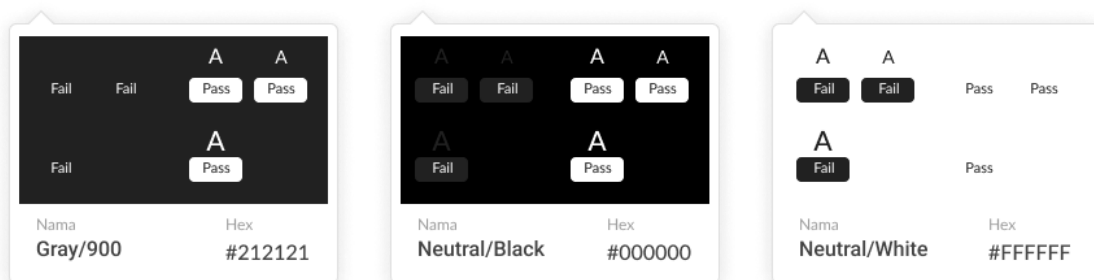 A A
Fail Fail Pass Pass
A
Fail Pass
Nama Hex
Gray/900 #212121
A A A A
Fail Fail Pass Pass
A A
Fail Pass
Nama Hex
Neutral/Black #000000
A A
Fail Fail Pass Pass
A
Fail Pass
Nama Hex
Neutral/White #FFFFFF